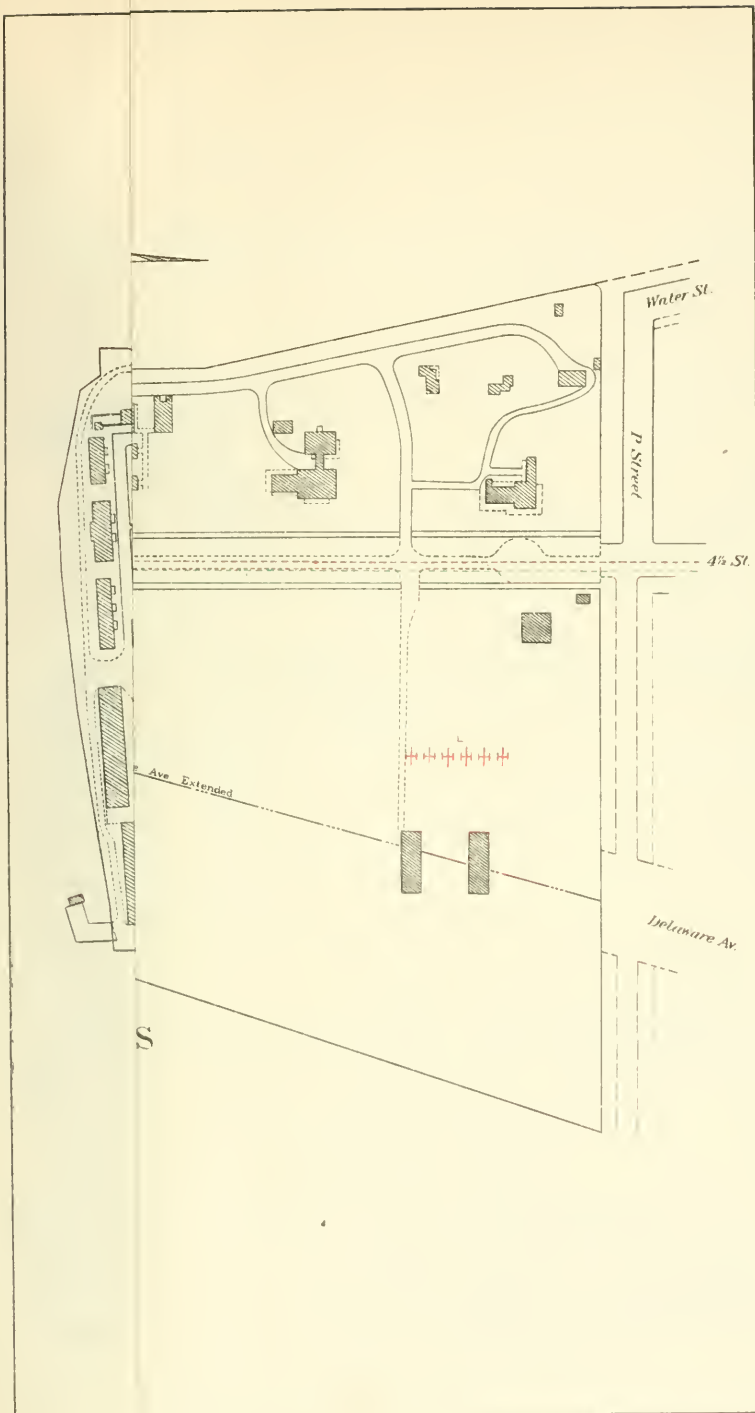 Water St.
P Street
4½ St.
L
e Ave Extended
Delaware Av.
S